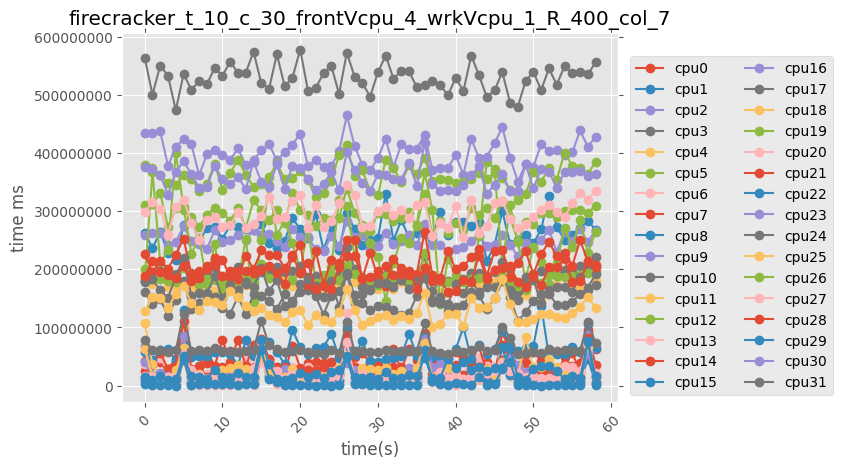 firecracker_t_10_c_30_frontVcpu_4_wrkVcpu_1_R_400_col_7
600000000
500000000
400000000
300000000
200000000
100000000
0
time ms
0
10
20
30
40
50
60
time(s)
cpu0
cpu1
cpu2
cpu3
cpu4
cpu5
cpu6
cpu7
cpu8
cpu9
cpu10
cpu11
cpu12
cpu13
cpu14
cpu15
cpu16
cpu17
cpu18
cpu19
cpu20
cpu21
cpu22
cpu23
cpu24
cpu25
cpu26
cpu27
cpu28
cpu29
cpu30
cpu31